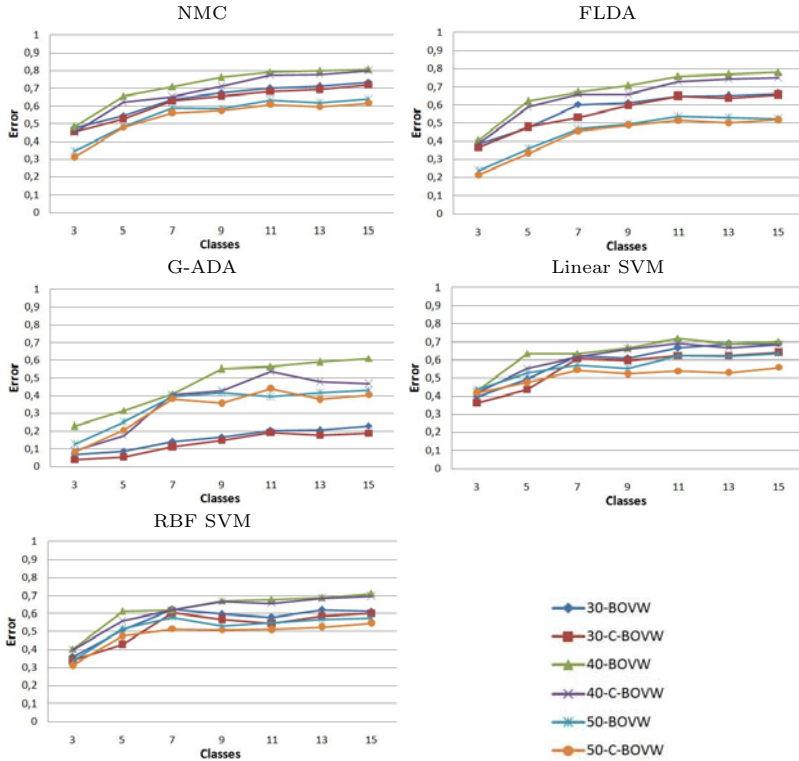 NMC
1
0,9
0,8
0,7
0,6
0,5
0,4
0,3
0,2
0,1
0
Error
3 5 7 9 11 13 15
Classes
FLDA
1
0,9
0,8
0,7
0,6
0,5
0,4
0,3
0,2
0,1
0
Error
3 5 7 9 11 13 15
Classes
G-ADA
1
0,9
0,8
0,7
0,6
0,5
0,4
0,3
0,2
0,1
0
Error
3 5 7 9 11 13 15
Classes
Linear SVM
1
0,9
0,8
0,7
0,6
0,5
0,4
0,3
0,2
0,1
0
Error
3 5 7 9 11 13 15
Classes
RBF SVM
1
0,9
0,8
0,7
0,6
0,5
0,4
0,3
0,2
0,1
0
Error
3 5 7 9 11 13 15
Classes
30-BOVW
30-C-BOVW
40-BOVW
40-C-BOVW
50-BOVW
50-C-BOVW